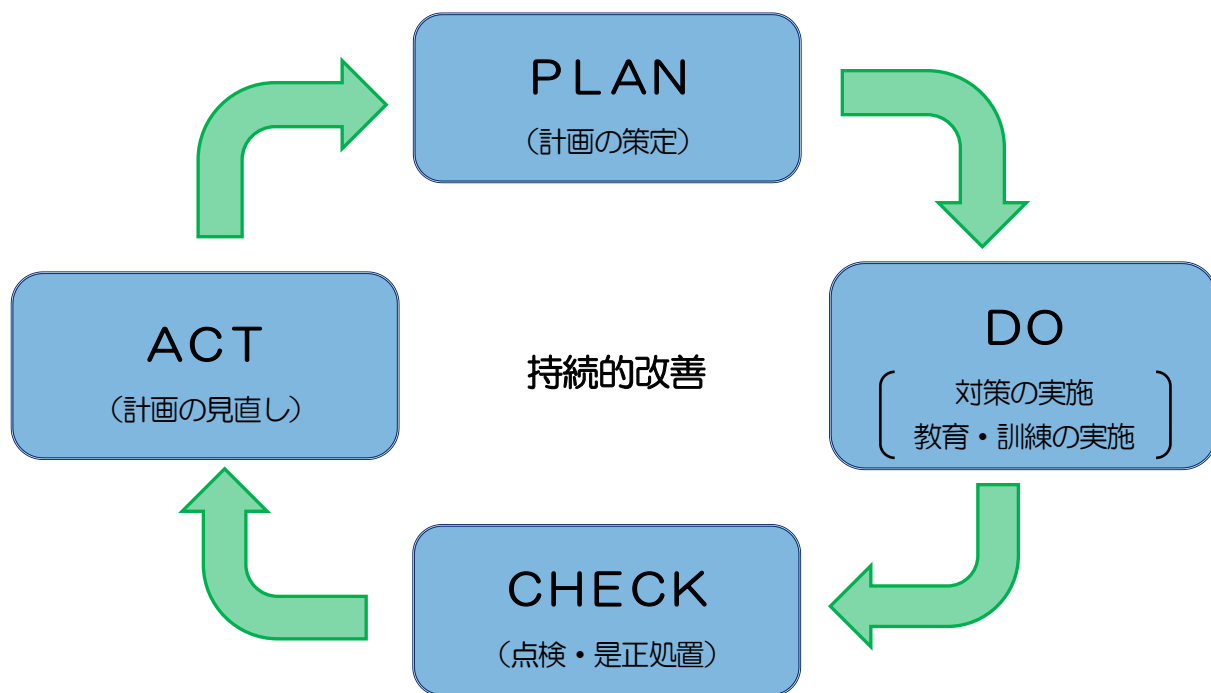 ＰＬＡＮ
（計画の策定）
ＤＯ
対策の実施
教育・訓練の実施
ＡＣＴ
（計画の見直し）
持続的改善
ＣＨＥＣＫ
（点検・是正処置）